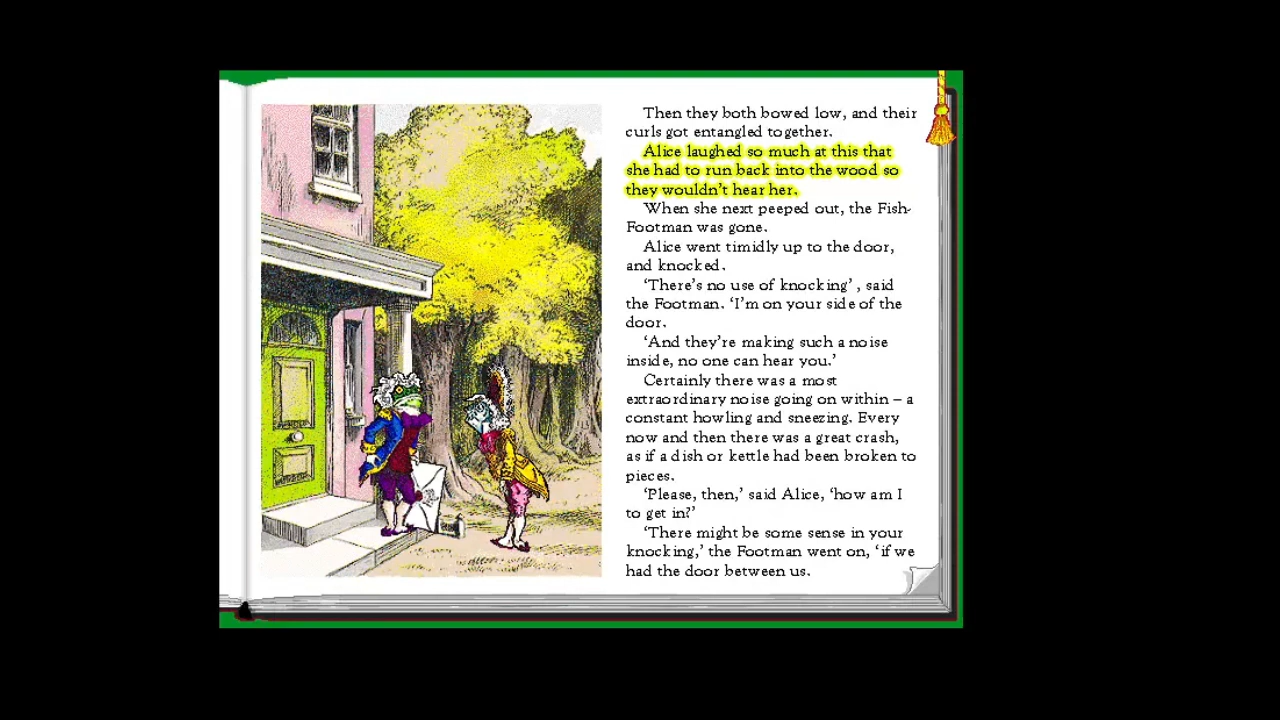 Then they both bowed low, and their
curls got entangled together.
Alice laughed so much at this that
she had to run back into the wood so
they wouldn't hear her.
When she next peeped out, the Fish-
Footman was gone.
Alice went timidly up to the door,
and knocked.
‘There's no use of knocking’ , said
the Footman. ‘I'm on your side of the
door.
‘And they're making such a noise
inside, no one can hear you.’
Certainly there was a most
extraordinary noise going on within – a
constant howling and sneezing. Every
now and then there was a great crash,
as if a dish or kettle had been broken to
pieces.
‘Please, then,’ said Alice, ‘how am I
to get in?’
‘There might be some sense in your
knocking,’ the Footman went on, ‘if we
had the door between us.